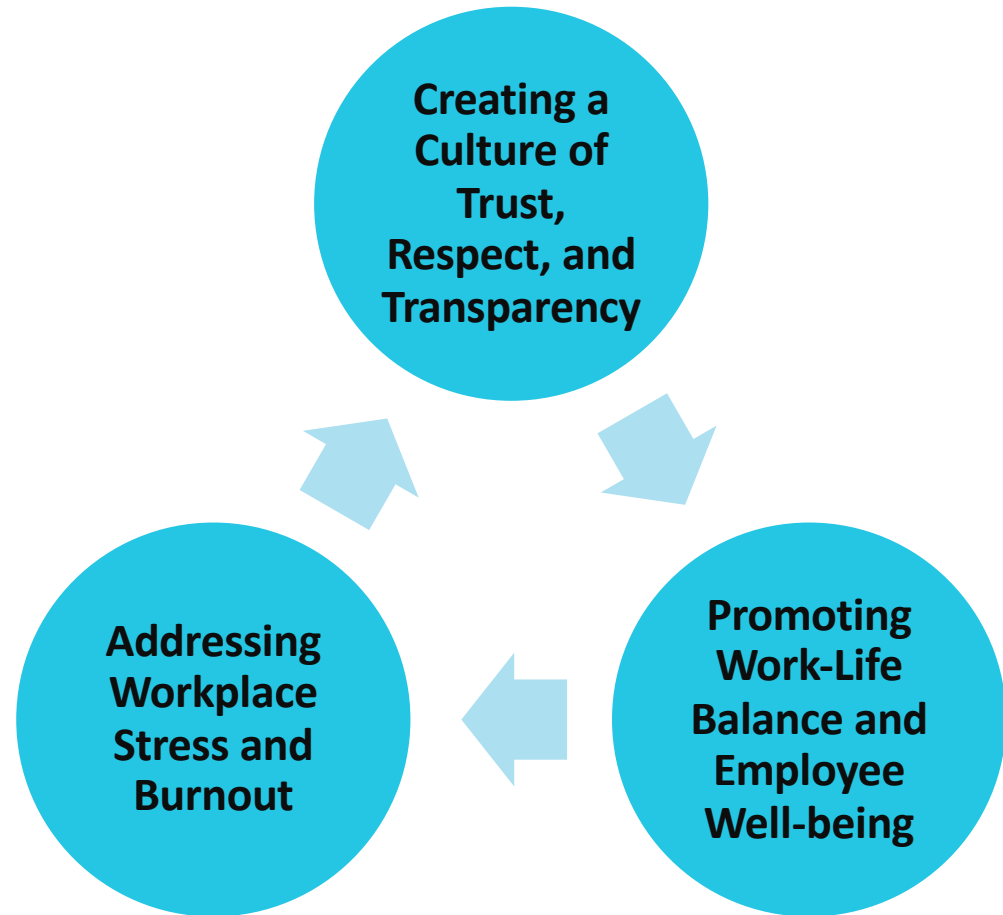 Creating a
Culture of
Trust,
Respect, and
Transparency
Promoting
Work-Life
Balance and
Employee
Well-being
Addressing
Workplace
Stress and
Burnout